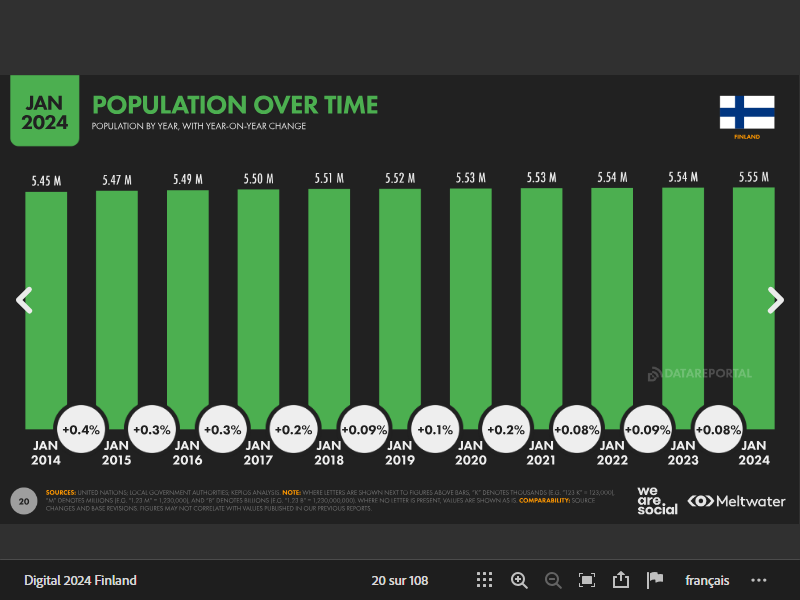 JAN
2024
POPULATION OVER TIME
POPULATION BY YEAR, WITH YEAR-ON-YEAR CHANGE
FINLAND
5.45 M 5.47 M 5.49 M 5.50 M 5.51 M 5.52 M 5.53 M 5.53 M 5.54 M 5.54 M 5.55 M
DATAREPORTAL
+0.4% +0.3% +0.3% +0.2% +0.09% +0.1% +0.2% +0.08% +0.09% +0.08%
JAN JAN JAN JAN JAN JAN JAN JAN JAN JAN JAN
2014 2015 2016 2017 2018 2019 2020 2021 2022 2023 2024
20
SOURCES: UNITED NATIONS; LOCAL GOVERNMENT AUTHORITIES; KEPIOS ANALYSIS. NOTE: WHERE LETTERS ARE SHOWN NEXT TO FIGURES ABOVE BARS, "K" DENOTES THOUSANDS (E.G. "123 K" = 123,000),
"M" DENOTES MILLIONS (E.G. "1.23 M" = 1,230,000), AND "B" DENOTES BILLIONS (E.G. "1.23 B" = 1,230,000,000). WHERE NO LETTER IS PRESENT, VALUES ARE SHOWN AS IS. COMPARABILITY: SOURCE
CHANGES AND BASE REVISIONS. FIGURES MAY NOT CORRELATE WITH VALUES PUBLISHED IN OUR PREVIOUS REPORTS.
we
are.
social
Meltwater
Digital 2024 Finland
20 sur 108
français